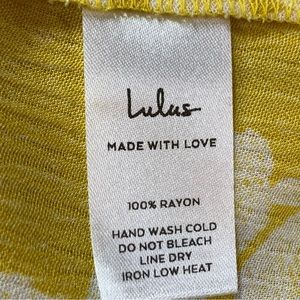 Lulus
MADE WITH LOVE
100% RAYON
HAND WASH COLD
DO NOT BLEACH
LINE DRY
IRON LOW HEAT